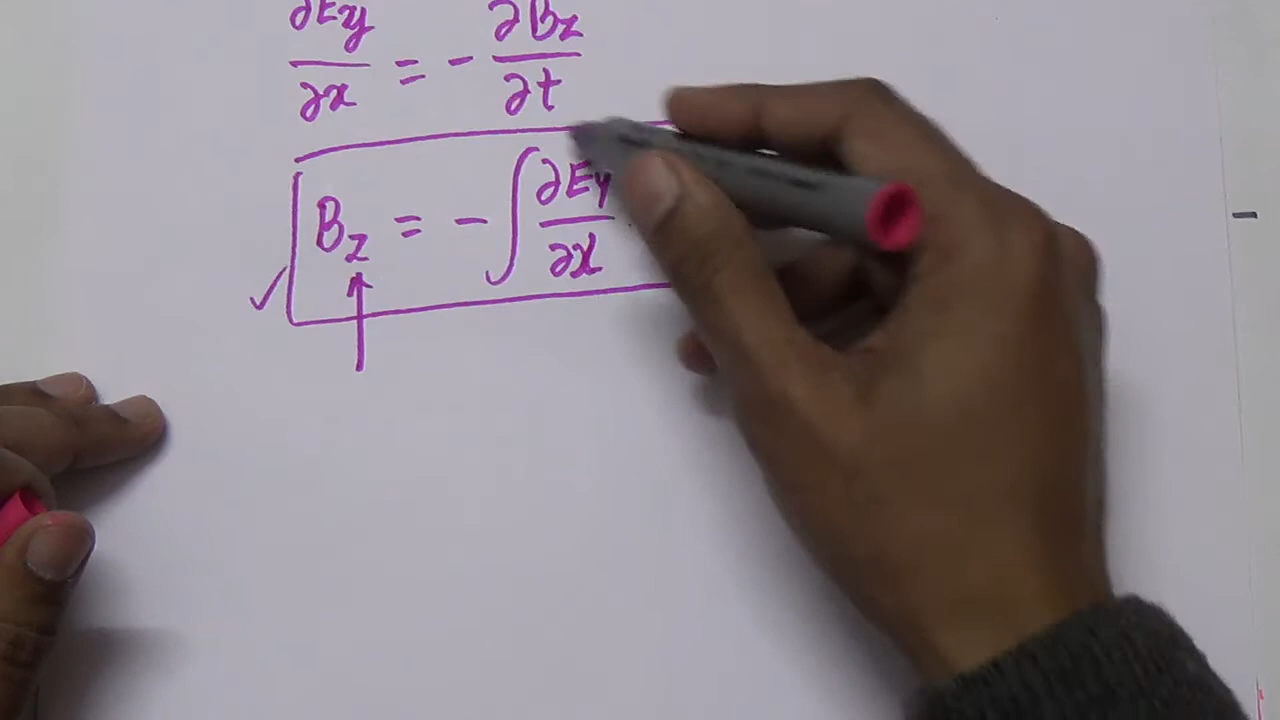 ∂Ey/∂x = - ∂Bz/∂t
Bz = - ∫ ∂Ey/∂x